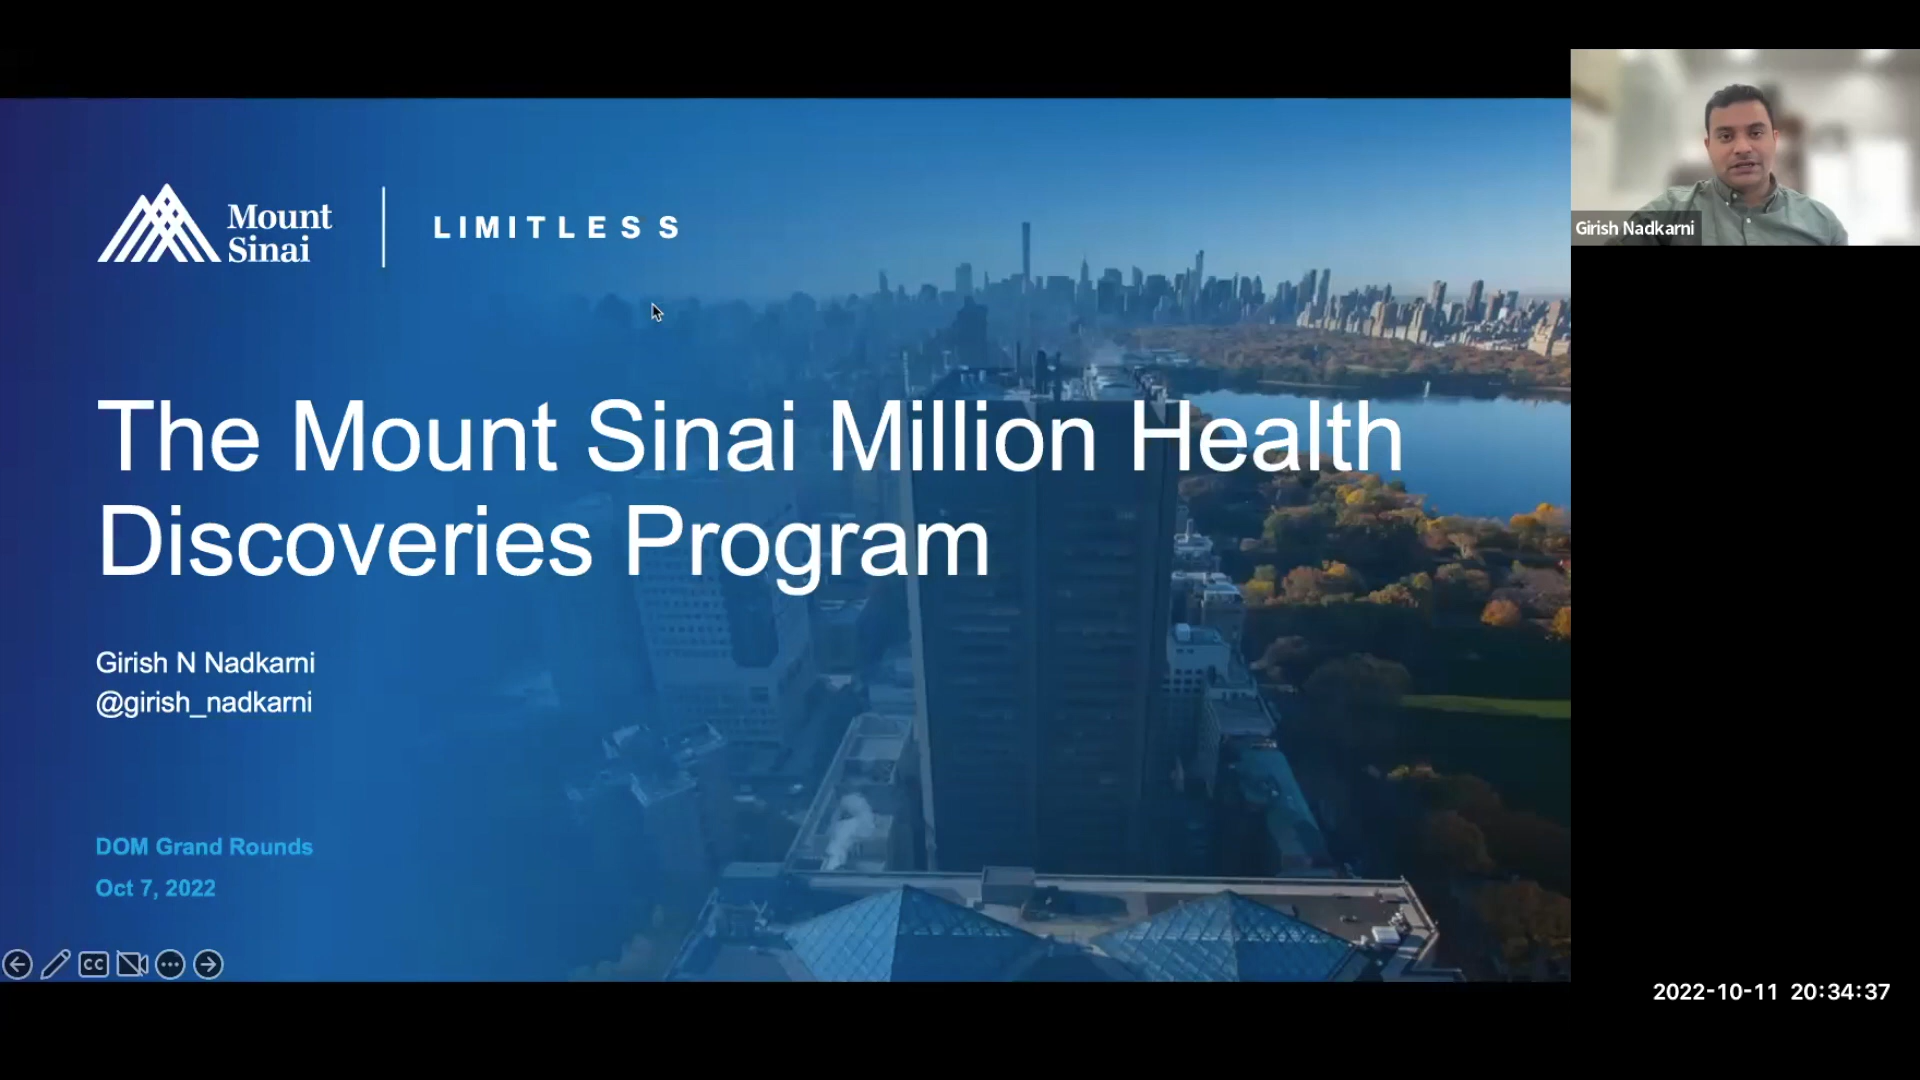 Mount
Sinai
LIMITLESS
The Mount Sinai Million Health
Discoveries Program
Girish N Nadkarni
@girish_nadkarni
DOM Grand Rounds
Oct 7, 2022
CC
Girish Nadkarni
2022-10-11 20:34:37